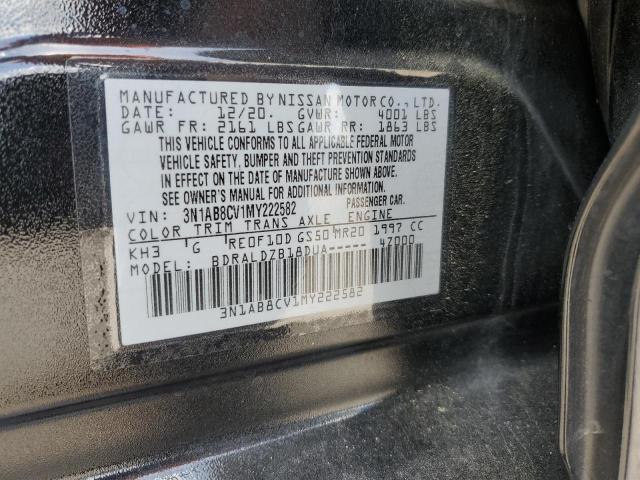 MANUFACTURED BY NISSAN MOTOR CO., LTD.
DATE: 12/20. GVWR: 4001 LBS
GAWR FR: 2161 LBS GAWR RR: 1863 LBS
THIS VEHICLE CONFORMS TO ALL APPLICABLE FEDERAL MOTOR
VEHICLE SAFETY, BUMPER AND THEFT PREVENTION STANDARDS
IN EFFECT ON THE DATE OF MANUFACTURE SHOWN ABOVE.
SEE OWNER'S MANUAL FOR ADDITIONAL INFORMATION
VIN: 3N1AB8CV1MY222582 PASSENGER CAR.
COLOR TRIM TRANS AXLE ENGINE
KH3 'G RE0F10D GS50 MR20 1997 CC
MODEL: BDRALDZB18DUA----- 47000
3N1AB8CV1MY222582